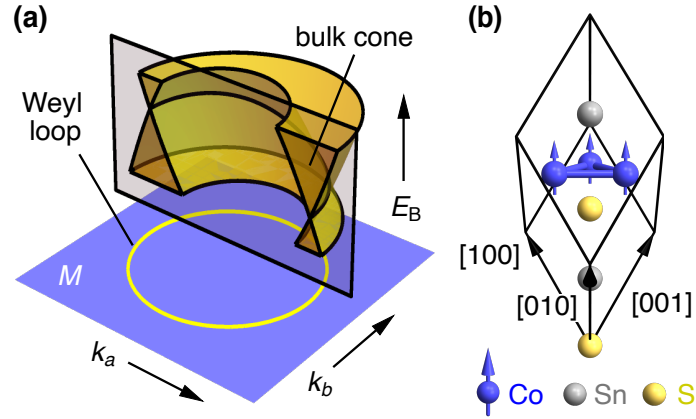 (a)
bulk cone
Weyl
loop
E_B
M
k_a
k_b
(b)
[100]
[010]
[001]
Co
Sn
S